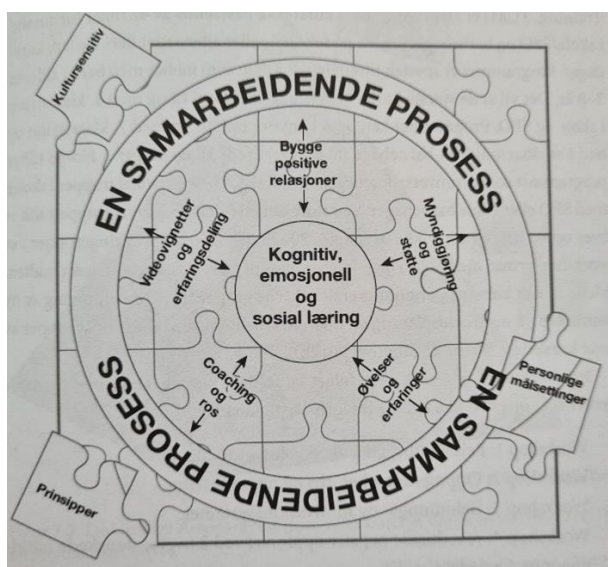 Kultursensitiv
EN SAMARBEIDENDE PROSESS
Bygge
positive
relasjoner
Videovignetter
og
erfaringsdeling
Myndiggjøring
og
støtte
Kognitiv,
emosjonell
og
sosial læring
Coaching
og
ros
Øvelser
og
erfaringer
Personlige
målsettinger
EN SAMARBEIDENDE PROSESS
Prinsipper